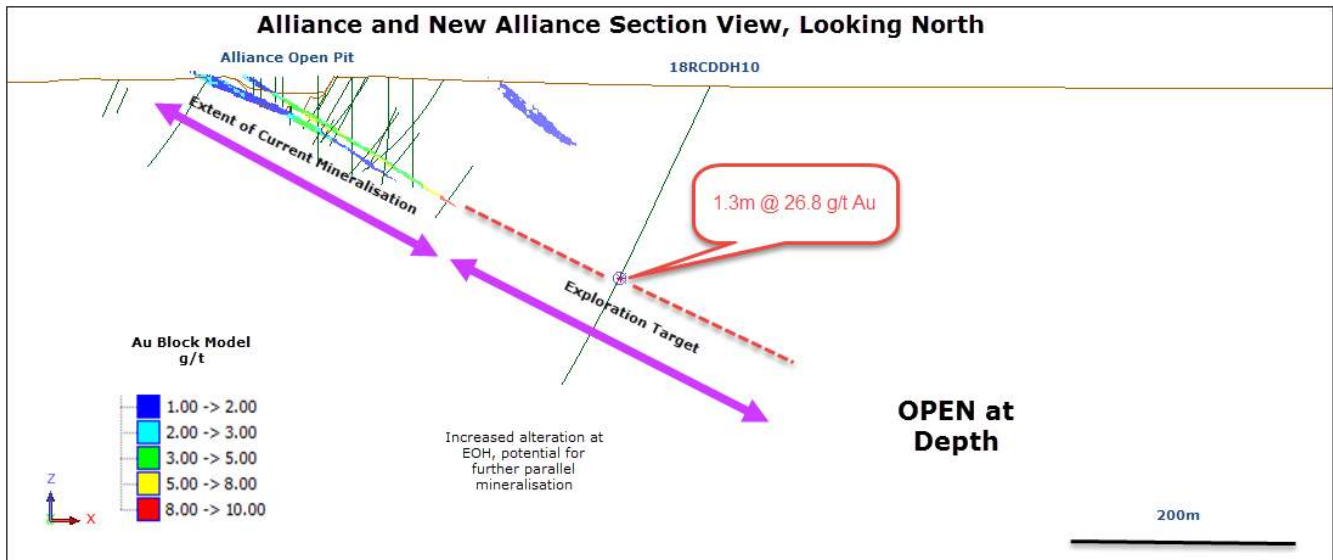 Alliance and New Alliance Section View, Looking North
Alliance Open Pit
18RCDDH10
Extent of Current Mineralisation
1.3m @ 26.8 g/t Au
Exploration Target
Au Block Model
g/t
1.00 -> 2.00
2.00 -> 3.00
3.00 -> 5.00
5.00 -> 8.00
8.00 -> 10.00
Increased alteration at
EOH, potential for
further parallel
mineralisation
OPEN at
Depth
Z
X
200m